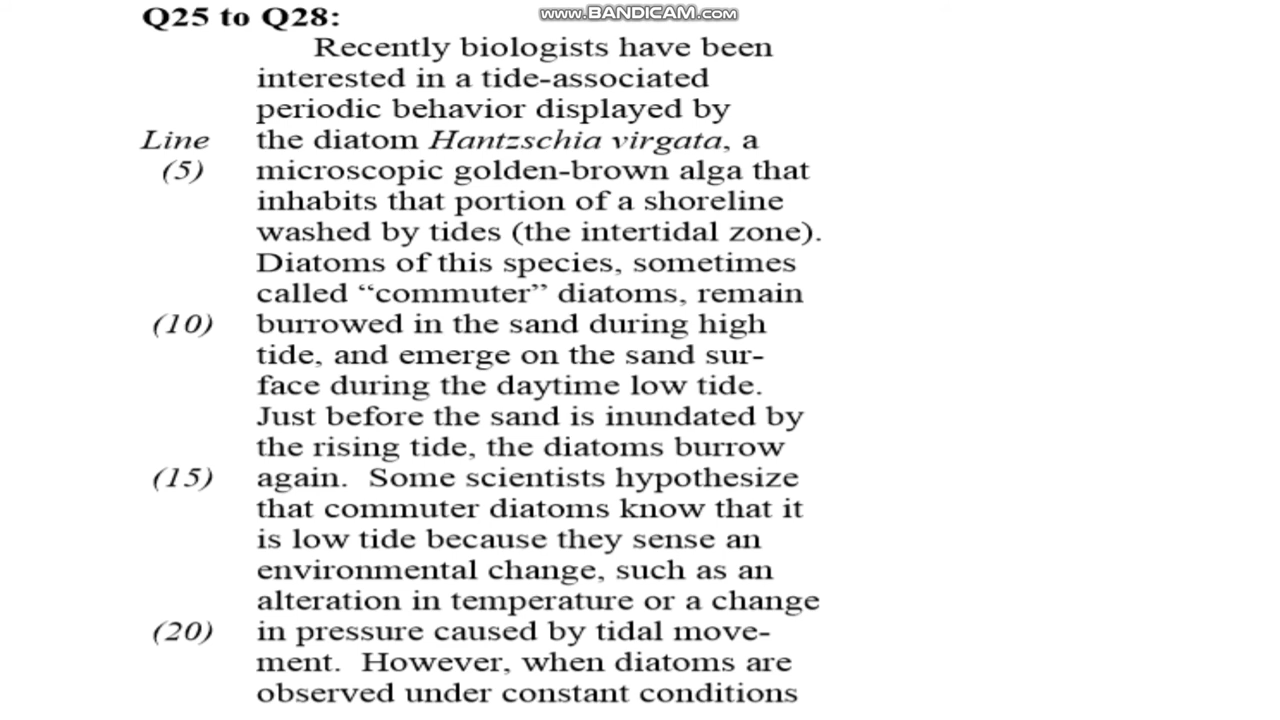 www.BANDICAM.com
Q25 to Q28:
Recently biologists have been
interested in a tide-associated
periodic behavior displayed by
Line the diatom Hantzschia virgata, a
(5) microscopic golden-brown alga that
inhabits that portion of a shoreline
washed by tides (the intertidal zone).
Diatoms of this species, sometimes
called “commuter” diatoms, remain
(10) burrowed in the sand during high
tide, and emerge on the sand sur-
face during the daytime low tide.
Just before the sand is inundated by
the rising tide, the diatoms burrow
(15) again. Some scientists hypothesize
that commuter diatoms know that it
is low tide because they sense an
environmental change, such as an
alteration in temperature or a change
(20) in pressure caused by tidal move-
ment. However, when diatoms are
observed under constant conditions